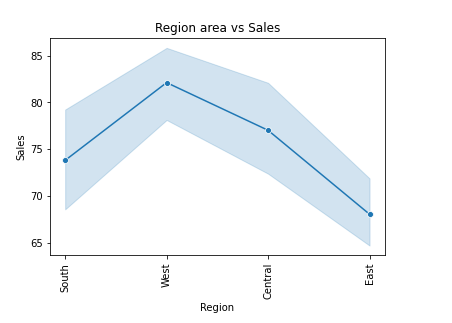 Region area vs Sales
85
80
75
70
65
Sales
South
West
Central
East
Region